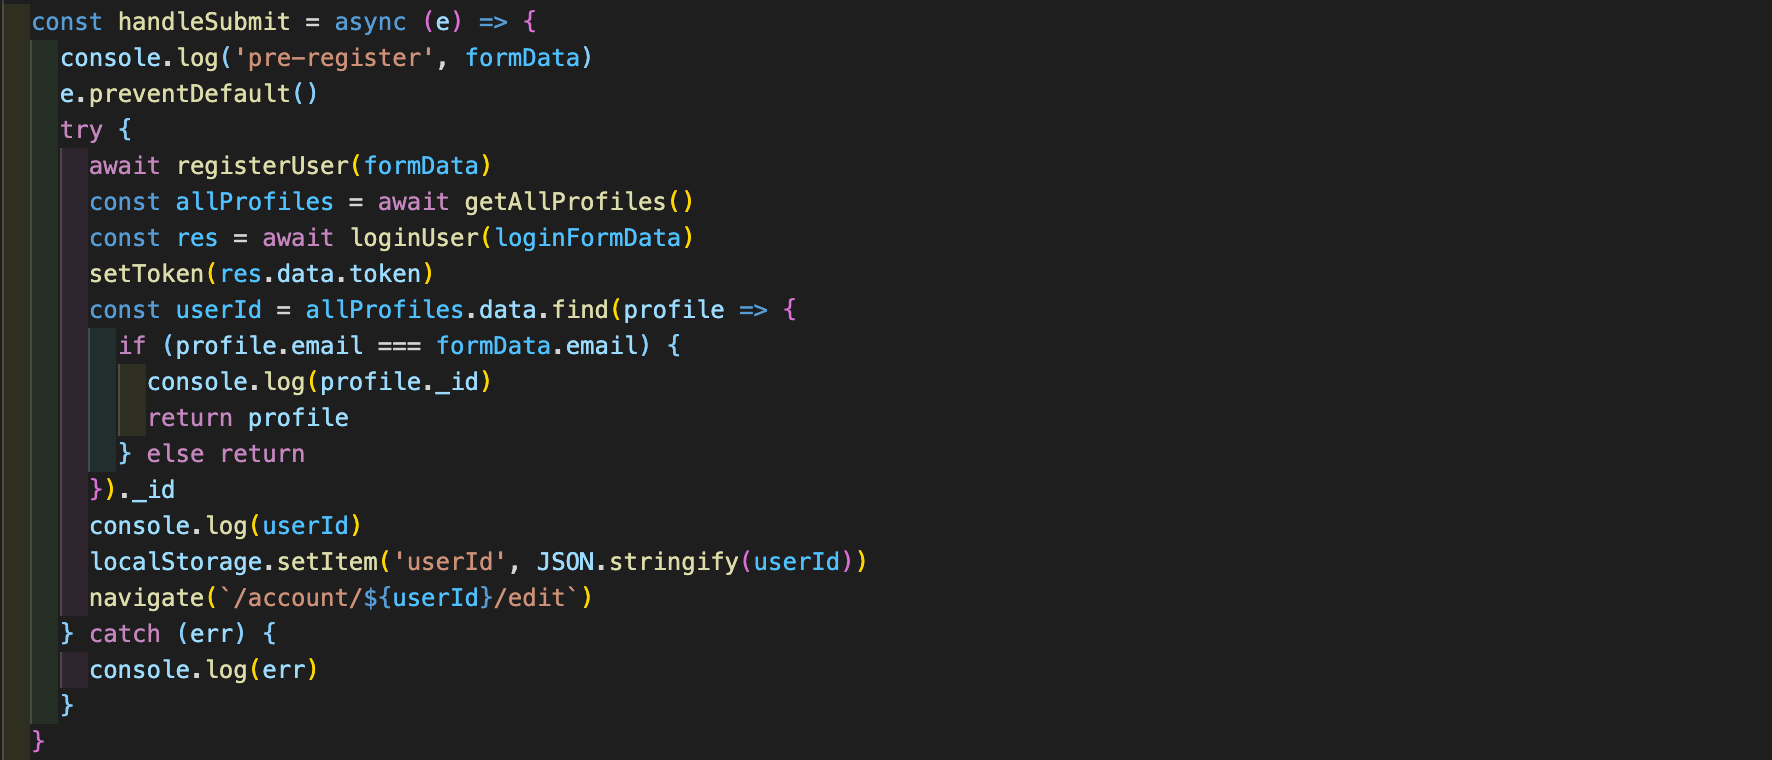 const handleSubmit = async (e) => {
console.log('pre-register', formData)
e.preventDefault()
try {
await registerUser(formData)
const allProfiles = await getAllProfiles()
const res = await loginUser(loginFormData)
setToken(res.data.token)
const userId = allProfiles.data.find(profile => {
if (profile.email === formData.email) {
console.log(profile._id)
return profile
} else return
})._id
console.log(userId)
localStorage.setItem('userId', JSON.stringify(userId))
navigate(`/account/${userId}/edit`)
} catch (err) {
console.log(err)
}
}